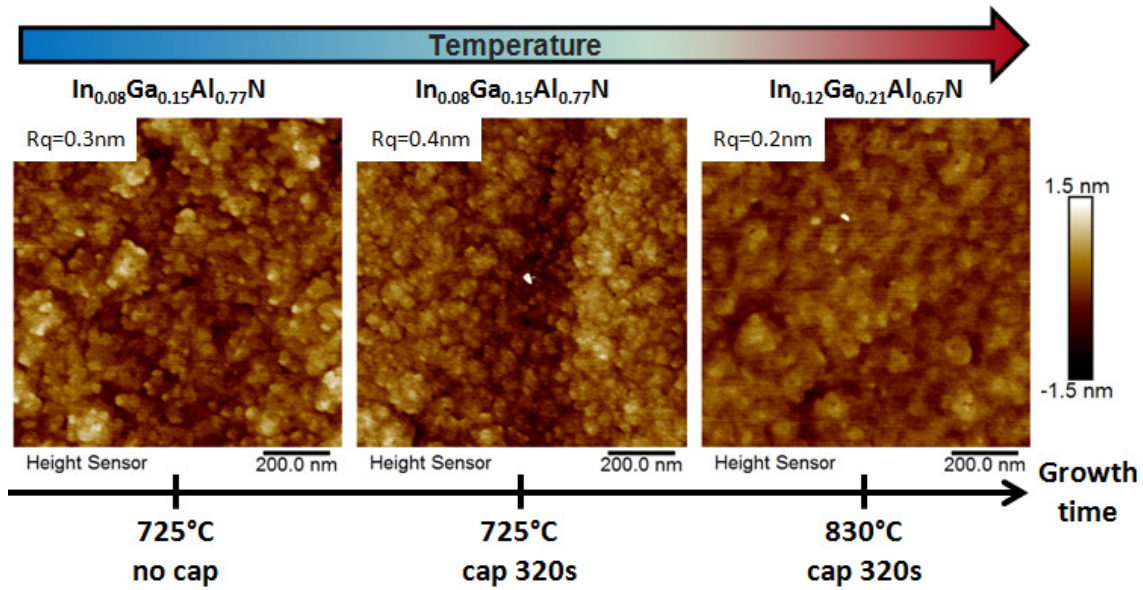 Temperature
In₀.₀₈Ga₀.₁₅Al₀.₇₇N
In₀.₀₈Ga₀.₁₅Al₀.₇₇N
In₀.₁₂Ga₀.₂₁Al₀.₆₇N
Rq=0.3nm
Rq=0.4nm
Rq=0.2nm
1.5 nm
-1.5 nm
Height Sensor
200.0 nm
Height Sensor
200.0 nm
Height Sensor
200.0 nm
Growth
time
725°C
no cap
725°C
cap 320s
830°C
cap 320s